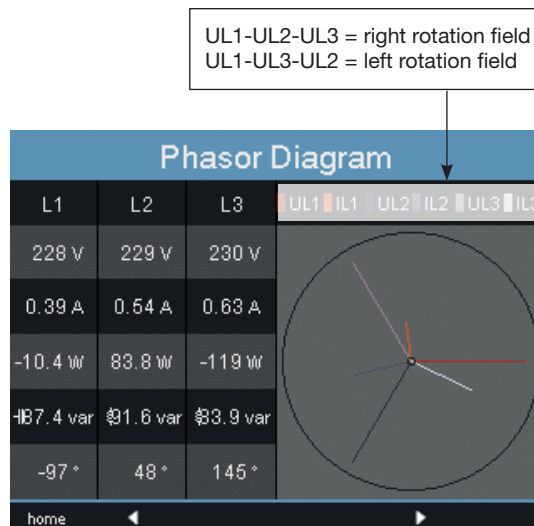 UL1-UL2-UL3 = right rotation field
UL1-UL3-UL2 = left rotation field
Phasor Diagram
L1 L2 L3 UL1 IL1 UL2 IL2 UL3 IL3
228 V 229 V 230 V
0.39 A 0.54 A 0.63 A
-10.4 W 83.8 W -119 W
var var var
-97 ° 48 ° 145 °
home